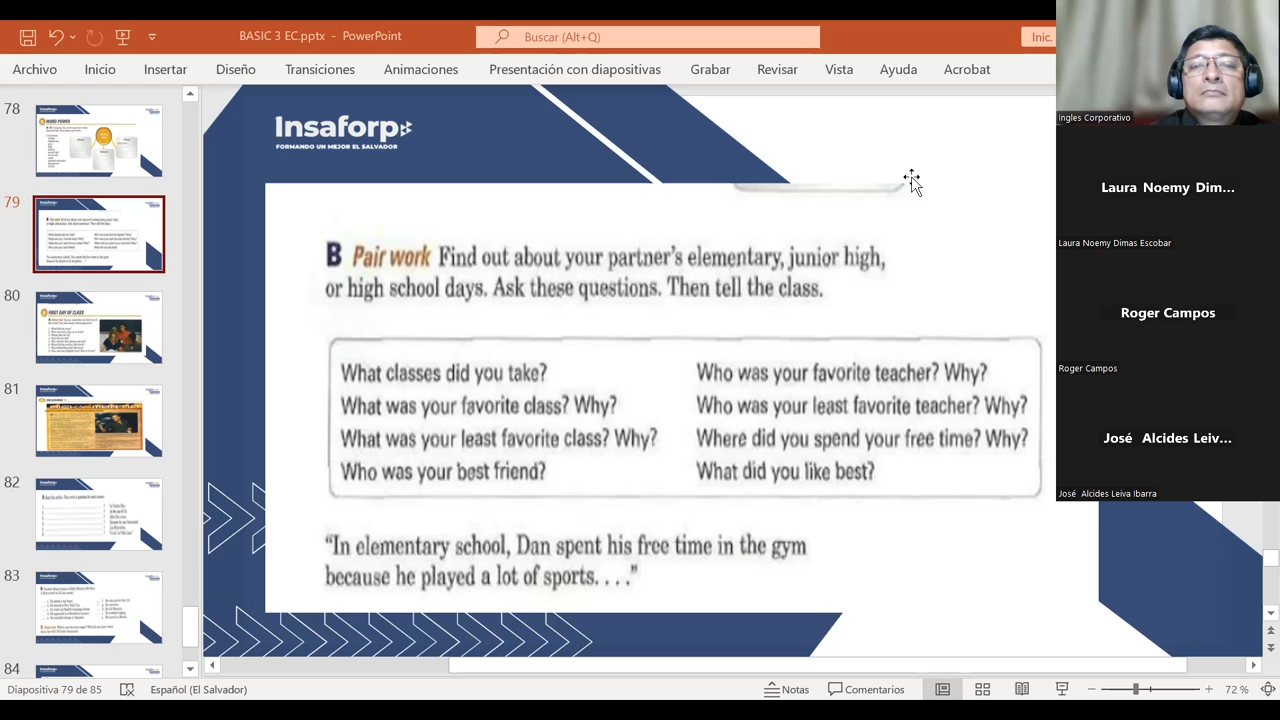 BASIC 3 EC.pptx - PowerPoint
Buscar (Alt+Q)
Inic.
Archivo Inicio Insertar Diseño Transiciones Animaciones Presentación con diapositivas Grabar Revisar Vista Ayuda Acrobat
78
WORD POWER
79
80
FIRST DAY OF CLASS
81
82
83
84
Insaforp
FORMANDO UN MEJOR EL SALVADOR
B Pair work Find out about your partner's elementary, junior high,
or high school days. Ask these questions. Then tell the class.
What classes did you take?
What was your favorite class? Why?
What was your least favorite class? Why?
Who was your best friend?
Who was your favorite teacher? Why?
Who was your least favorite teacher? Why?
Where did you spend your free time? Why?
What did you like best?
"In elementary school, Dan spent his free time in the gym
because he played a lot of sports. . . ."
Ingles Corporativo
Laura Noemy Dim...
Laura Noemy Dimas Escobar
Roger Campos
Roger Campos
José Alcides Leiv...
José Alcides Leiva Ibarra
Diapositiva 79 de 85
Español (El Salvador)
Notas
Comentarios
72 %